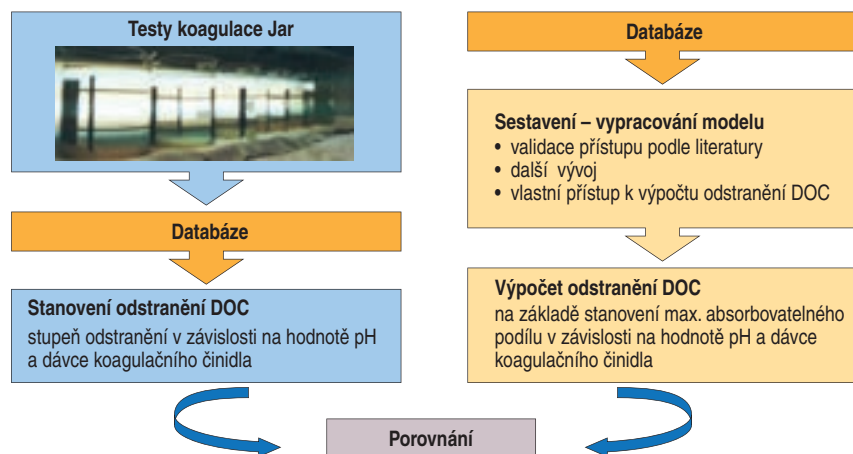 Testy koagulace Jar
Databáze
Stanovení odstranění DOC
stupeň odstranění v závislosti na hodnotě pH
a dávce koagulačního činidla
Databáze
Sestavení – vypracování modelu
• validace přístupu podle literatury
• další vývoj
• vlastní přístup k výpočtu odstranění DOC
Výpočet odstranění DOC
na základě stanovení max. absorbovatelného
podílu v závislosti na hodnotě pH a dávce
koagulačního činidla
Porovnání